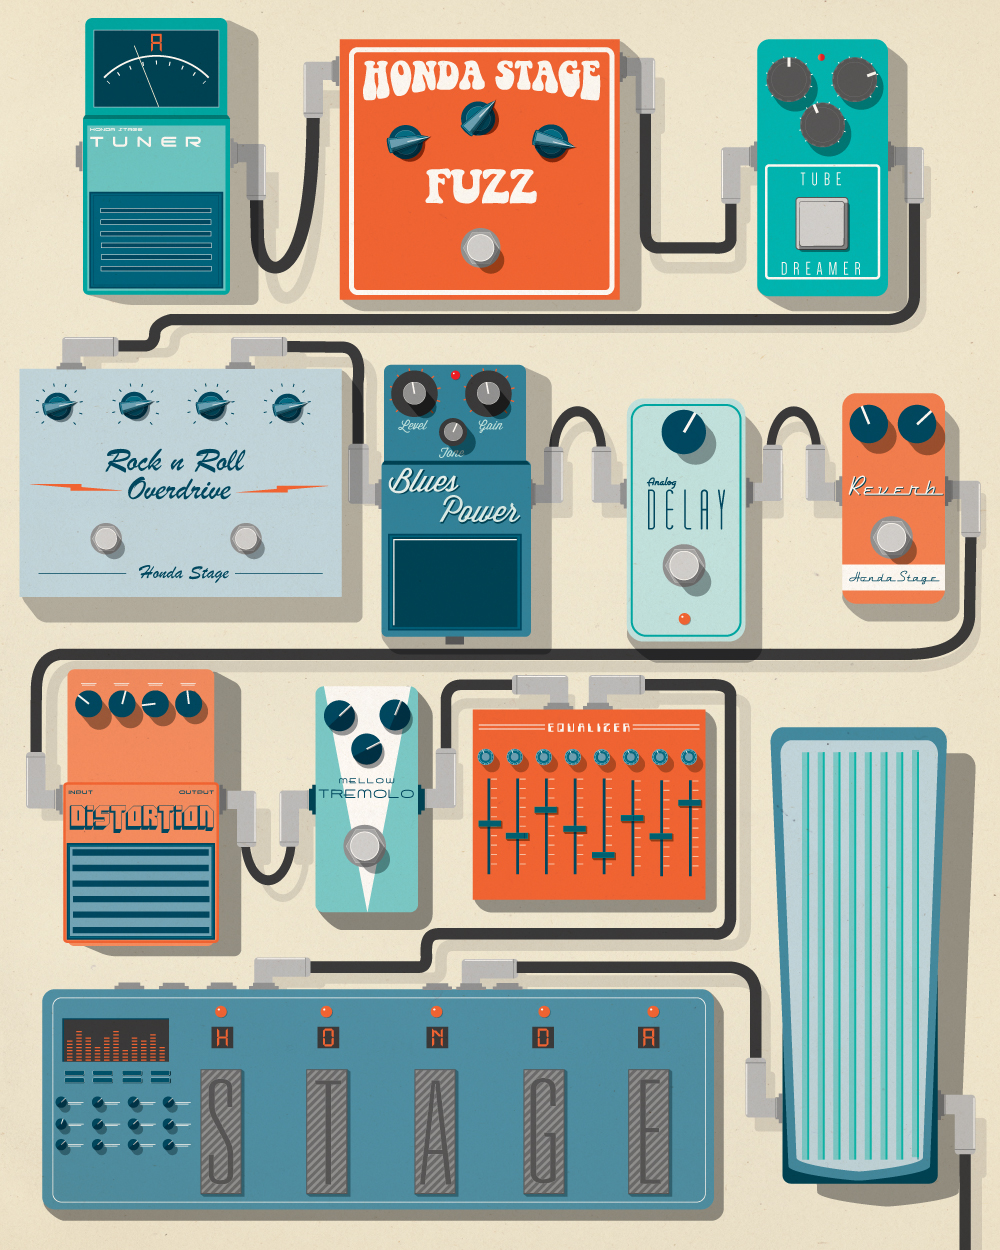 A
HONDA STAGE
TUNER
HONDA STAGE
FUZZ
TUBE
DREAMER
Rock n Roll
Overdrive
Honda Stage
Level
Gain
Tone
Blues
Power
Analog
DELAY
Reverb
Honda Stage
INPUT
OUTPUT
DiSTORTiON
MELLOW
TREMOLO
EQUALIZER
H O N D A
S T A G E